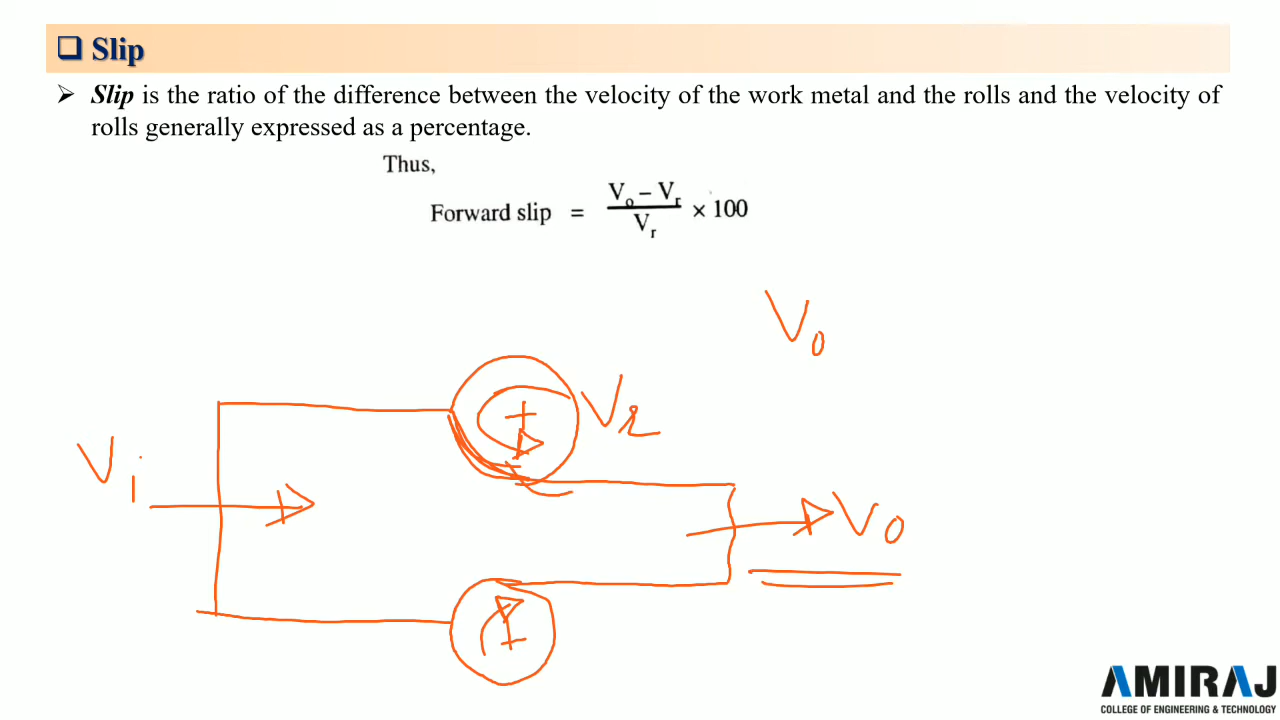 Slip
Slip is the ratio of the difference between the velocity of the work metal and the rolls and the velocity of
rolls generally expressed as a percentage.
Thus,
Forward slip = (Vo – Vr) / Vr × 100
Vo
Vr
Vi
Vo
AMIRAJ
COLLEGE OF ENGINEERING & TECHNOLOGY